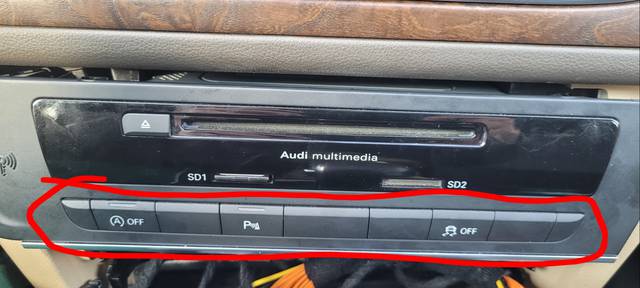 Audi multimedia
SD1 SD2
A OFF P OFF